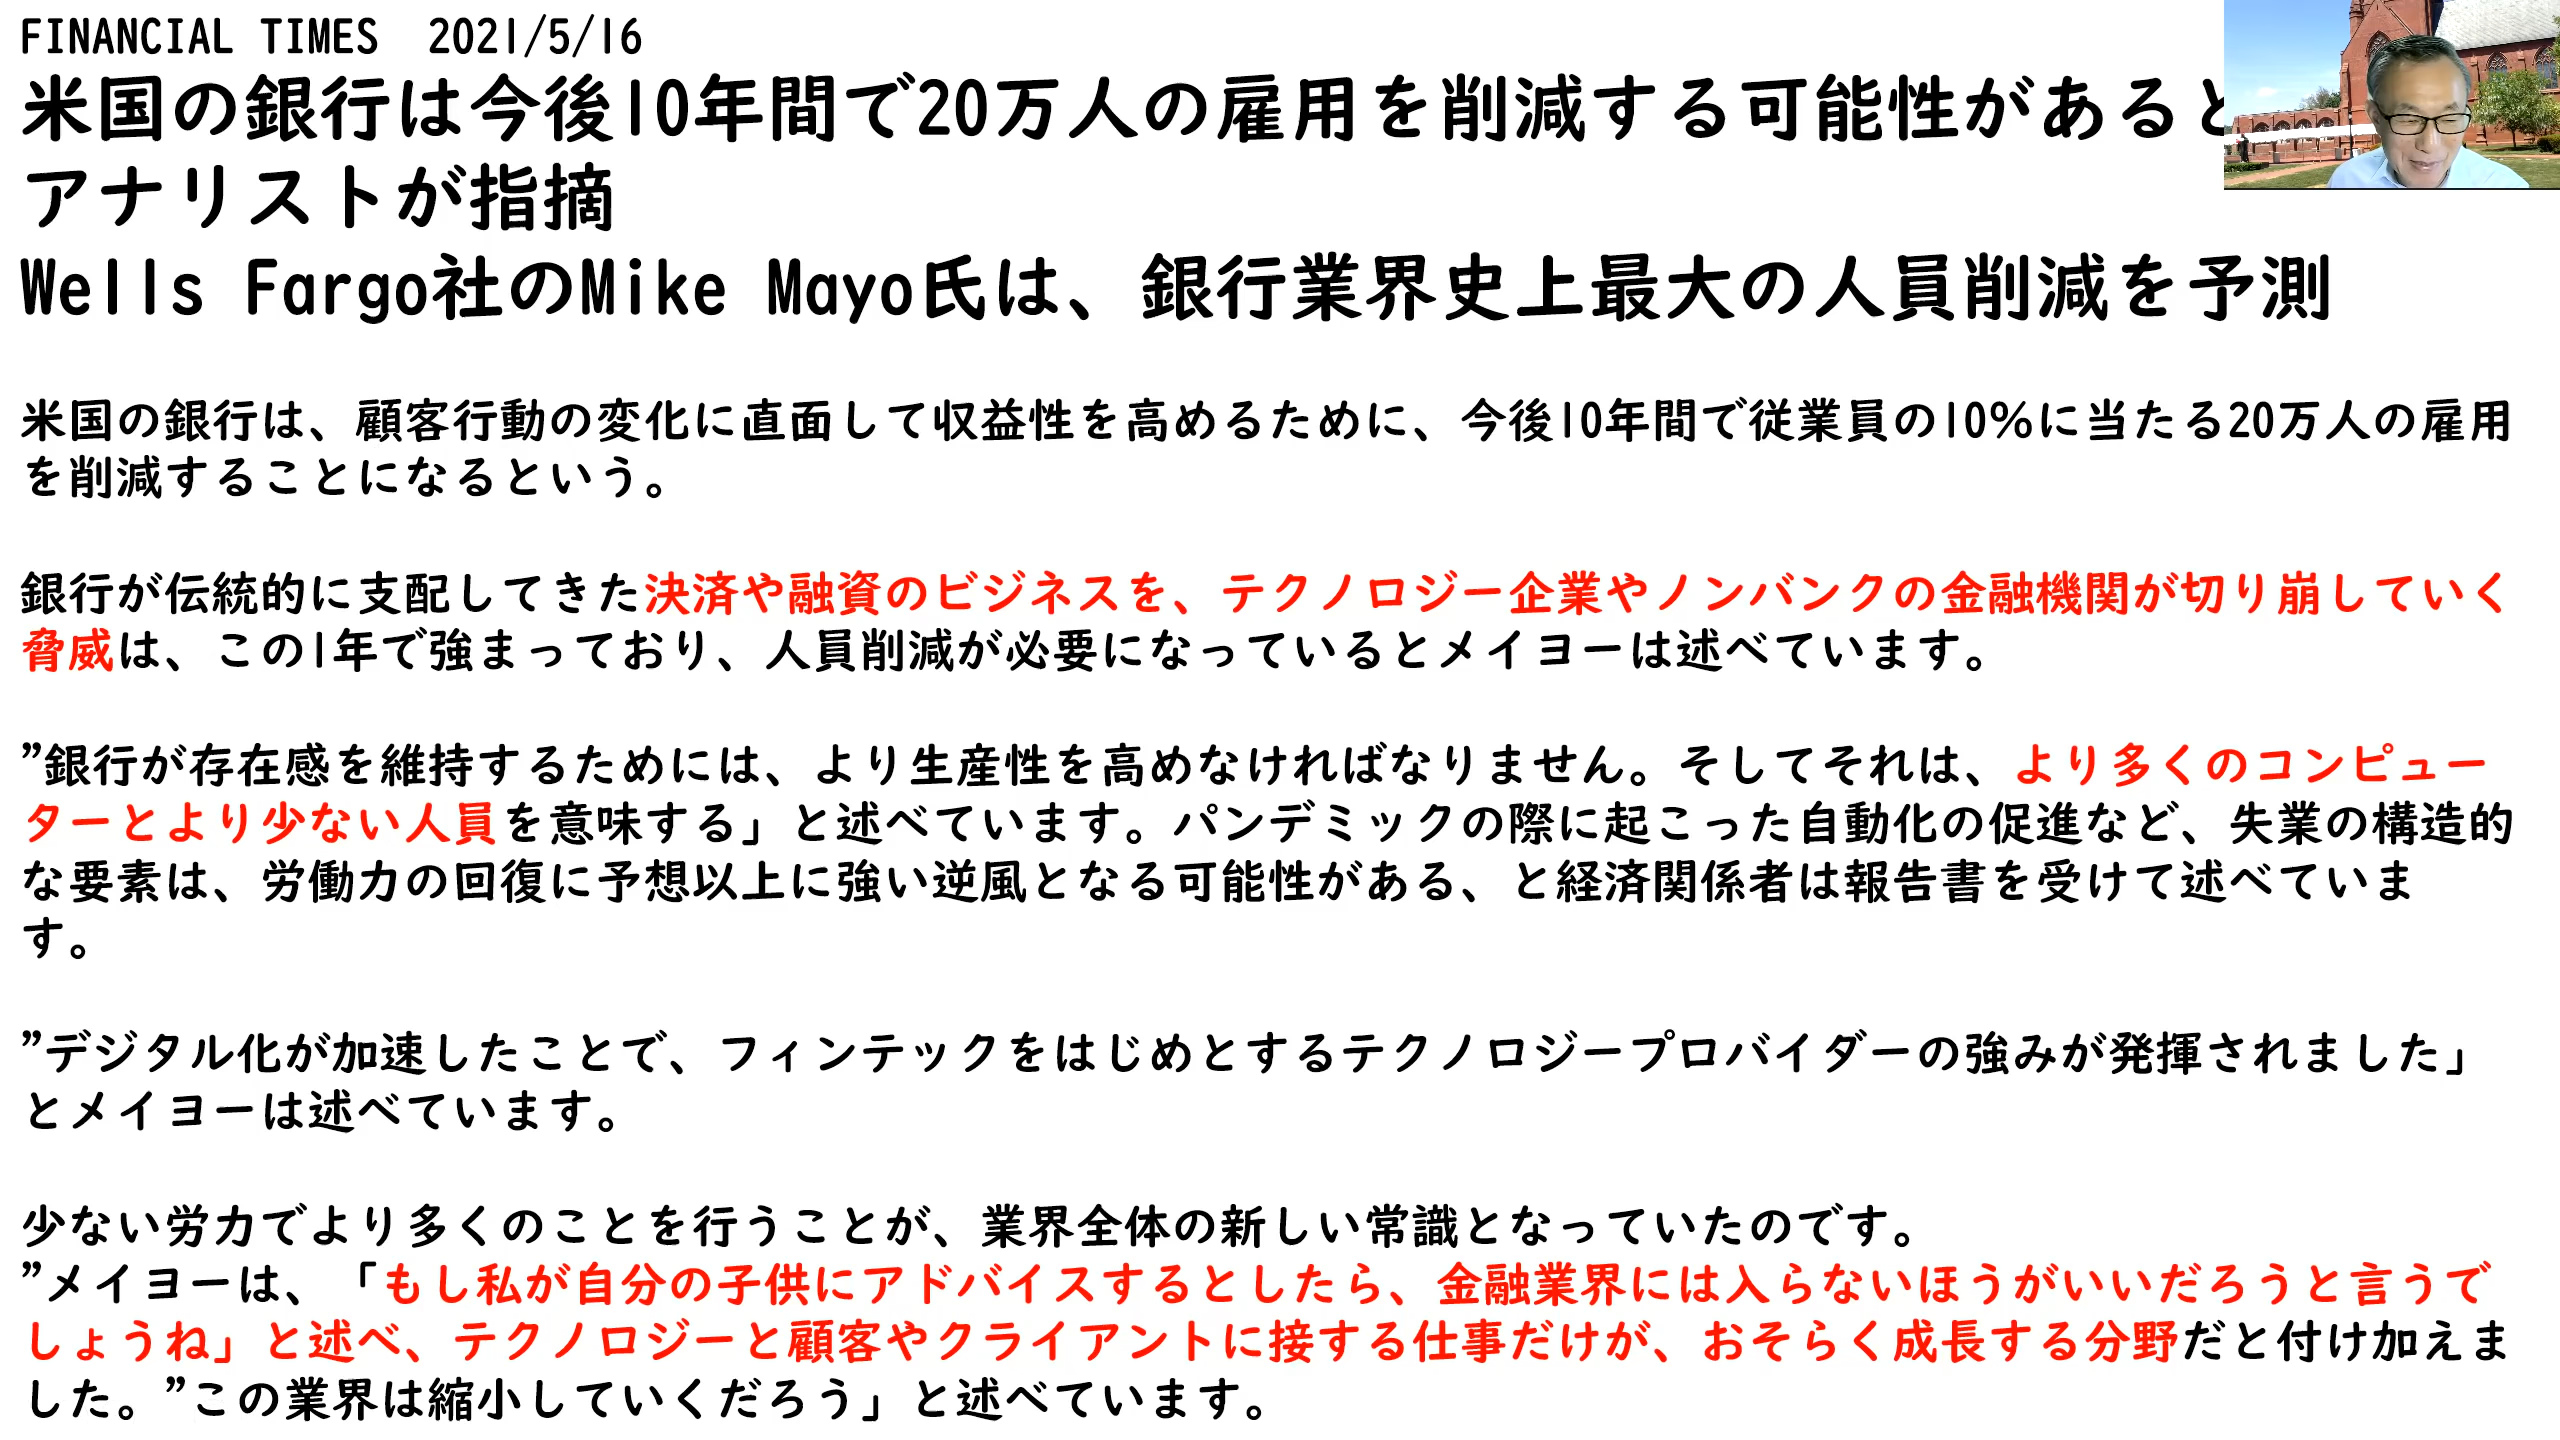 FINANCIAL TIMES 2021/5/16
米国の銀行は今後10年間で20万人の雇用を削減する可能性があると
アナリストが指摘
Wells Fargo社のMike Mayo氏は、銀行業界史上最大の人員削減を予測
米国の銀行は、顧客行動の変化に直面して収益性を高めるために、今後10年間で従業員の10%に当たる20万人の雇用
を削減することになるという。
銀行が伝統的に支配してきた決済や融資のビジネスを、テクノロジー企業やノンバンクの金融機関が切り崩していく
脅威は、この1年で強まっており、人員削減が必要になっているとメイヨーは述べています。
”銀行が存在感を維持するためには、より生産性を高めなければなりません。そしてそれは、より多くのコンピュー
ターとより少ない人員を意味する」と述べています。パンデミックの際に起こった自動化の促進など、失業の構造的
な要素は、労働力の回復に予想以上に強い逆風となる可能性がある、と経済関係者は報告書を受けて述べていま
す。
”デジタル化が加速したことで、フィンテックをはじめとするテクノロジープロバイダーの強みが発揮されました」
とメイヨーは述べています。
少ない労力でより多くのことを行うことが、業界全体の新しい常識となっていたのです。
”メイヨーは、「もし私が自分の子供にアドバイスするとしたら、金融業界には入らないほうがいいだろうと言うで
しょうね」と述べ、テクノロジーと顧客やクライアントに接する仕事だけが、おそらく成長する分野だと付け加えま
した。”この業界は縮小していくだろう」と述べています。